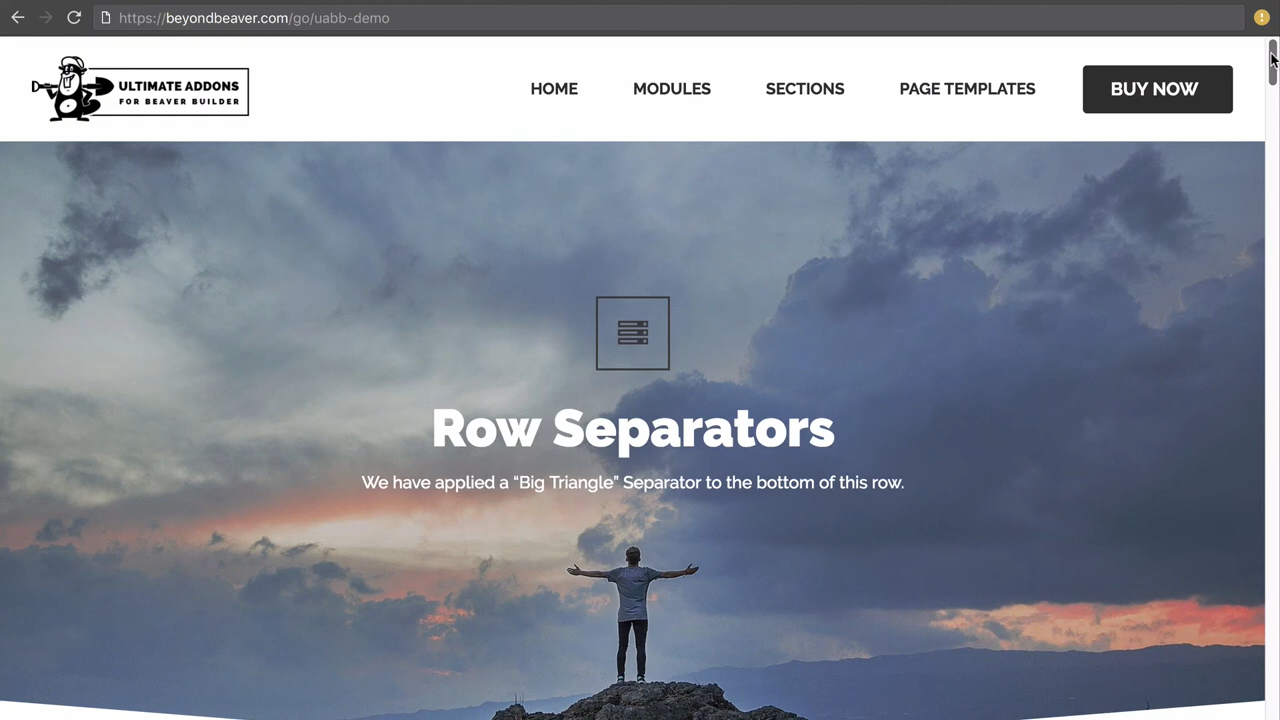 https://beyondbeaver.com/go/uabb-demo
ULTIMATE ADDONS
FOR BEAVER BUILDER
HOME
MODULES
SECTIONS
PAGE TEMPLATES
BUY NOW
Row Separators
We have applied a “Big Triangle” Separator to the bottom of this row.